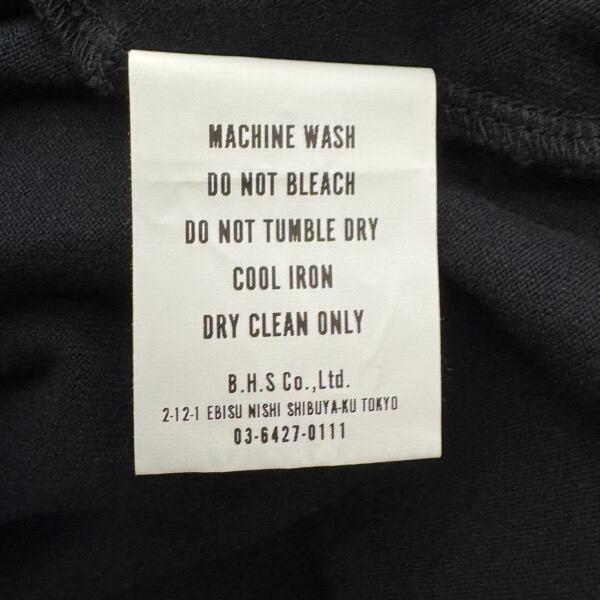 MACHINE WASH
DO NOT BLEACH
DO NOT TUMBLE DRY
COOL IRON
DRY CLEAN ONLY
B.H.S Co.,Ltd.
2-12-1 EBISU NISHI SHIBUYA-KU TOKYO
03-6427-0111